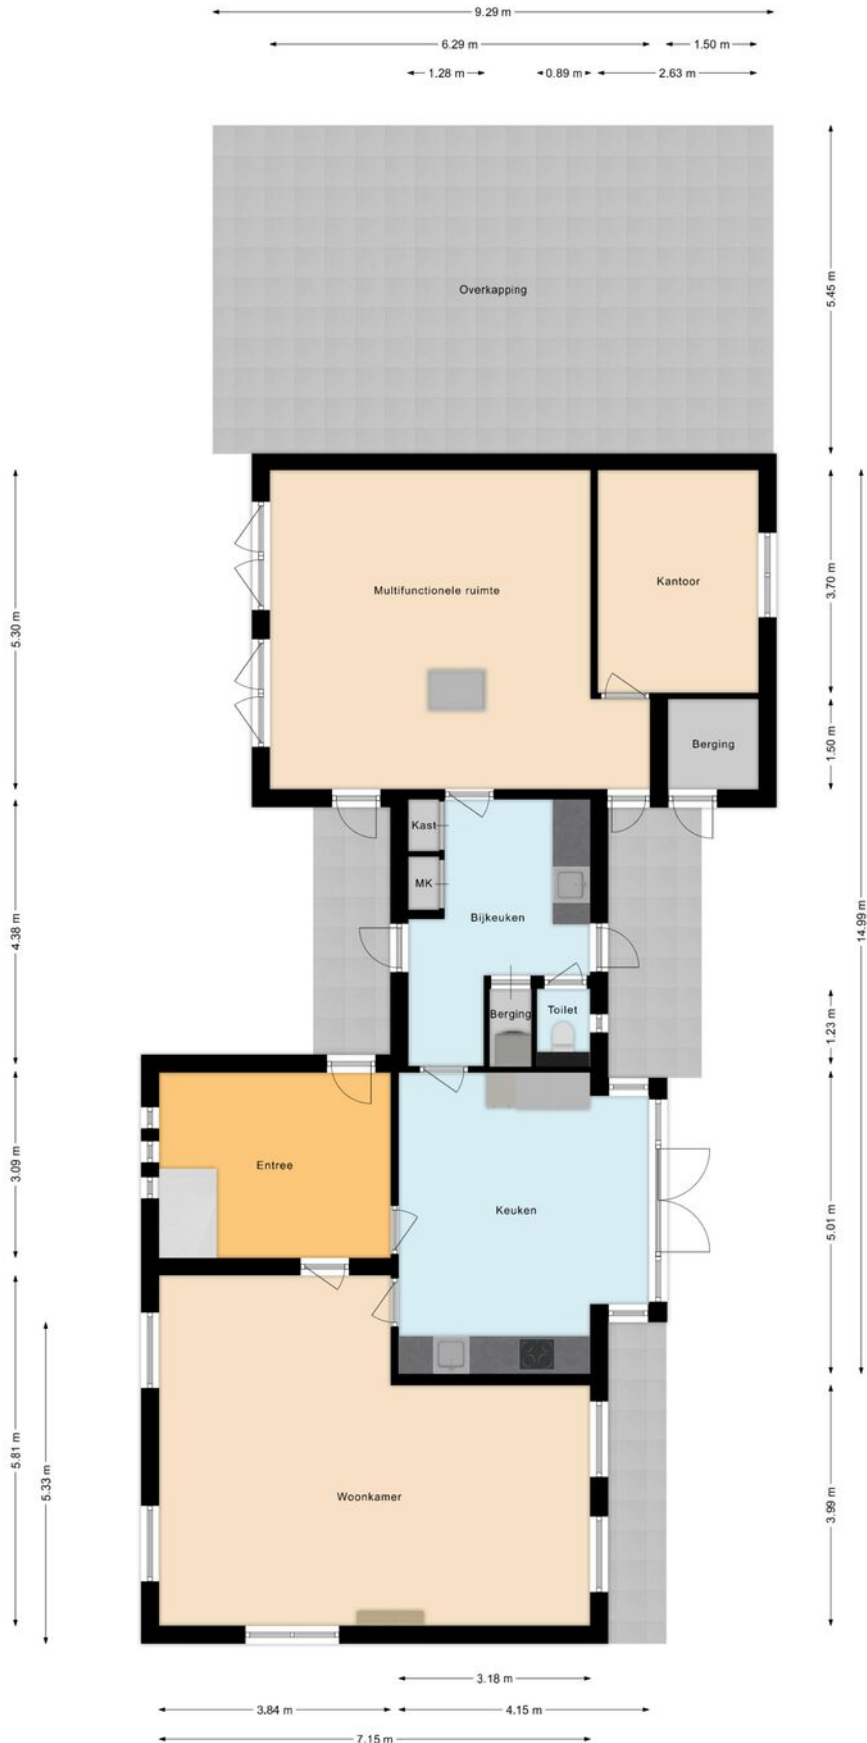 9.29 m
6.29 m
1.50 m
1.28 m
0.89 m
2.63 m
Overkapping
5.45 m
Multifunctionele ruimte
Kantoor
5.30 m
3.70 m
Berging
1.50 m
Kast
MK
Bijkeuken
4.38 m
14.99 m
Berging
Toilet
1.23 m
Entree
3.09 m
Keuken
5.01 m
5.81 m
5.33 m
Woonkamer
3.99 m
3.18 m
3.84 m
4.15 m
7.15 m